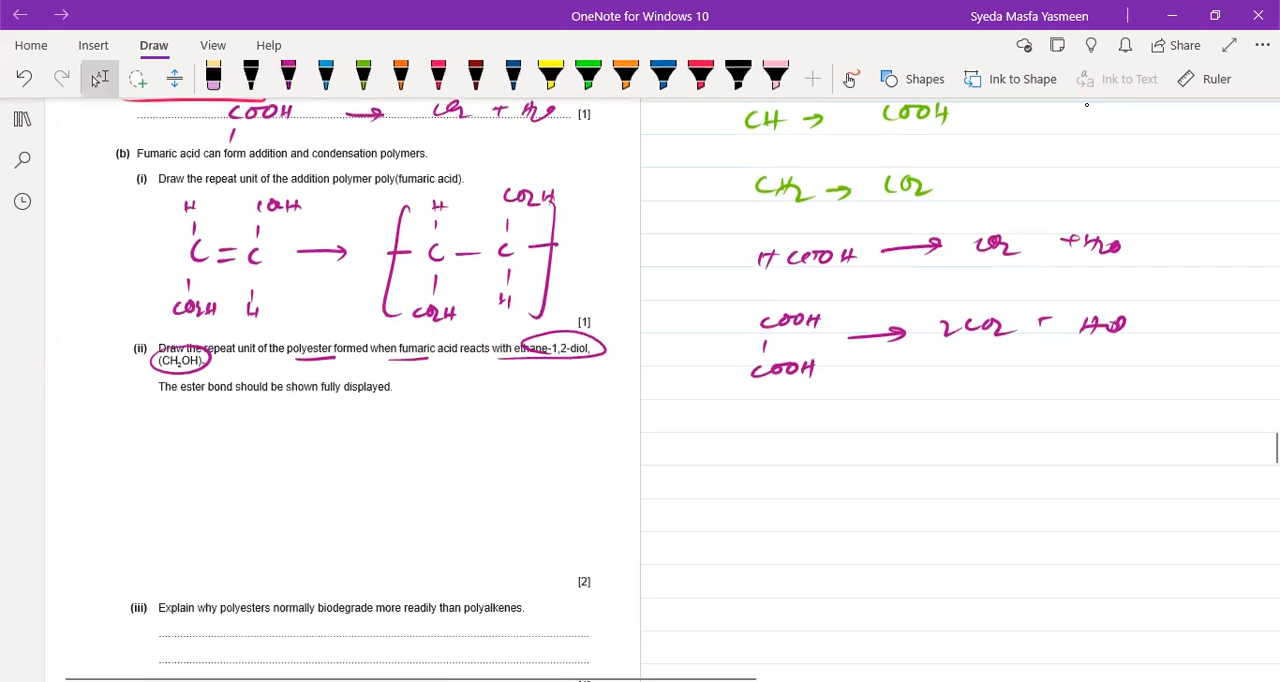 OneNote for Windows 10
Syeda Masfa Yasmeen
Home Insert Draw View Help
Share
Shapes Ink to Shape Ink to Text Ruler
COOH → CO2 + H2O [1]
(b) Fumaric acid can form addition and condensation polymers.
(i) Draw the repeat unit of the addition polymer poly(fumaric acid).
H H CO2H
C = C → C – C
CO2H H CO2H H
[1]
(ii) Draw the repeat unit of the polyester formed when fumaric acid reacts with ethane-1,2-diol,
(CH2OH)2
The ester bond should be shown fully displayed.
[2]
(iii) Explain why polyesters normally biodegrade more readily than polyalkenes.
CH → COOH
CH2 → CO2
H COOH → CO2 + H2O
COOH → 2CO2 + H2O
COOH